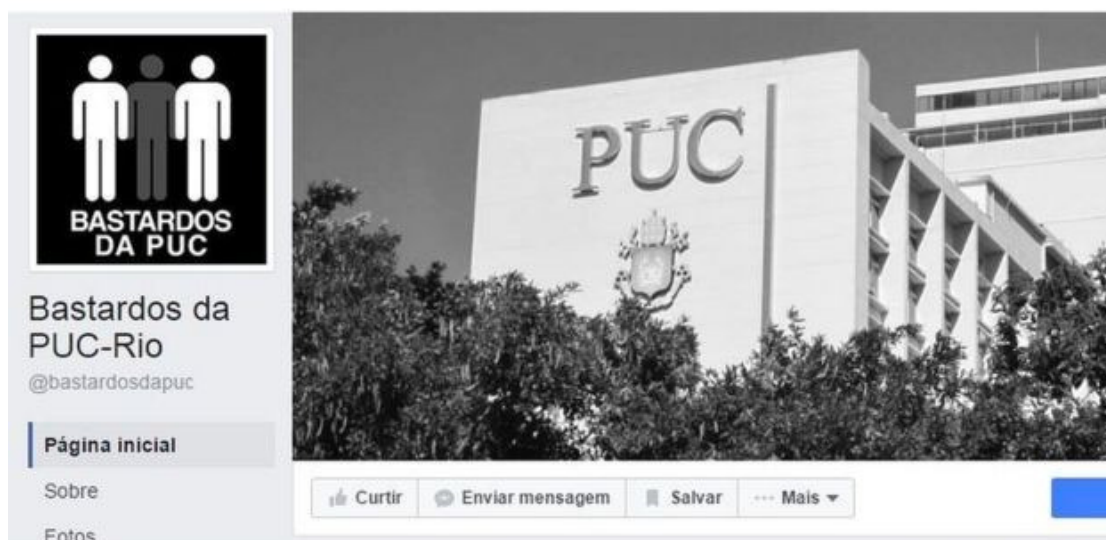 BASTARDOS
DA PUC
Bastardos da
PUC-Rio
@bastardosdapuc
Página inicial
Sobre
Fotos
PUC
Curtir
Enviar mensagem
Salvar
Mais